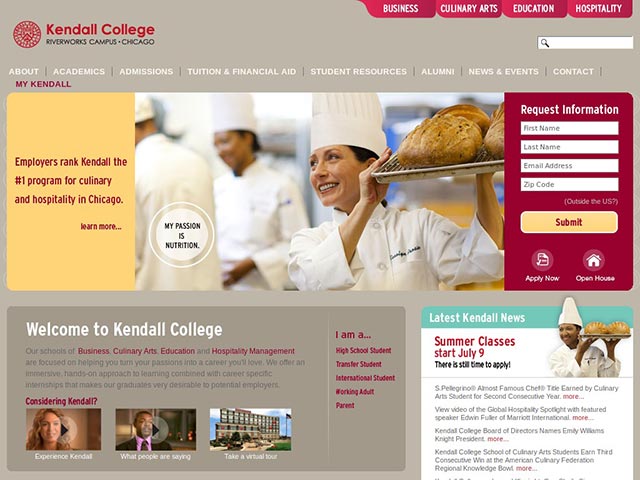 BUSINESS
CULINARY ARTS
EDUCATION
HOSPITALITY
Kendall College
RIVERWORKS CAMPUS • CHICAGO
ABOUT
ACADEMICS
ADMISSIONS
TUITION & FINANCIAL AID
STUDENT RESOURCES
ALUMNI
NEWS & EVENTS
CONTACT
MY KENDALL
Employers rank Kendall the
#1 program for culinary
and hospitality in Chicago.
learn more...
MY PASSION
IS
NUTRITION.
Request Information
First Name
Last Name
Email Address
Zip Code
(Outside the US?)
Submit
Apply Now
Open House
Welcome to Kendall College
Our schools of Business, Culinary Arts, Education and Hospitality Management
are focused on helping you turn your passions into a career you'll love. We offer an
immersive, hands-on approach to learning combined with career specific
internships that makes our graduates very desirable to potential employers.
Considering Kendall?
Experience Kendall
What people are saying
Take a virtual tour
I am a...
High School Student
Transfer Student
International Student
Working Adult
Parent
Latest Kendall News
Summer Classes
start July 9
There is still time to apply!
S.Pellegrino® Almost Famous Chef® Title Earned by Culinary
Arts Student for Second Consecutive Year. more...
View video of the Global Hospitality Spotlight with featured
speaker Edwin Fuller of Marriott International. more...
Kendall College Board of Directors Names Emily Williams
Knight President. more...
Kendall College School of Culinary Arts Students Earn Third
Consecutive Win at the American Culinary Federation
Regional Knowledge Bowl. more...